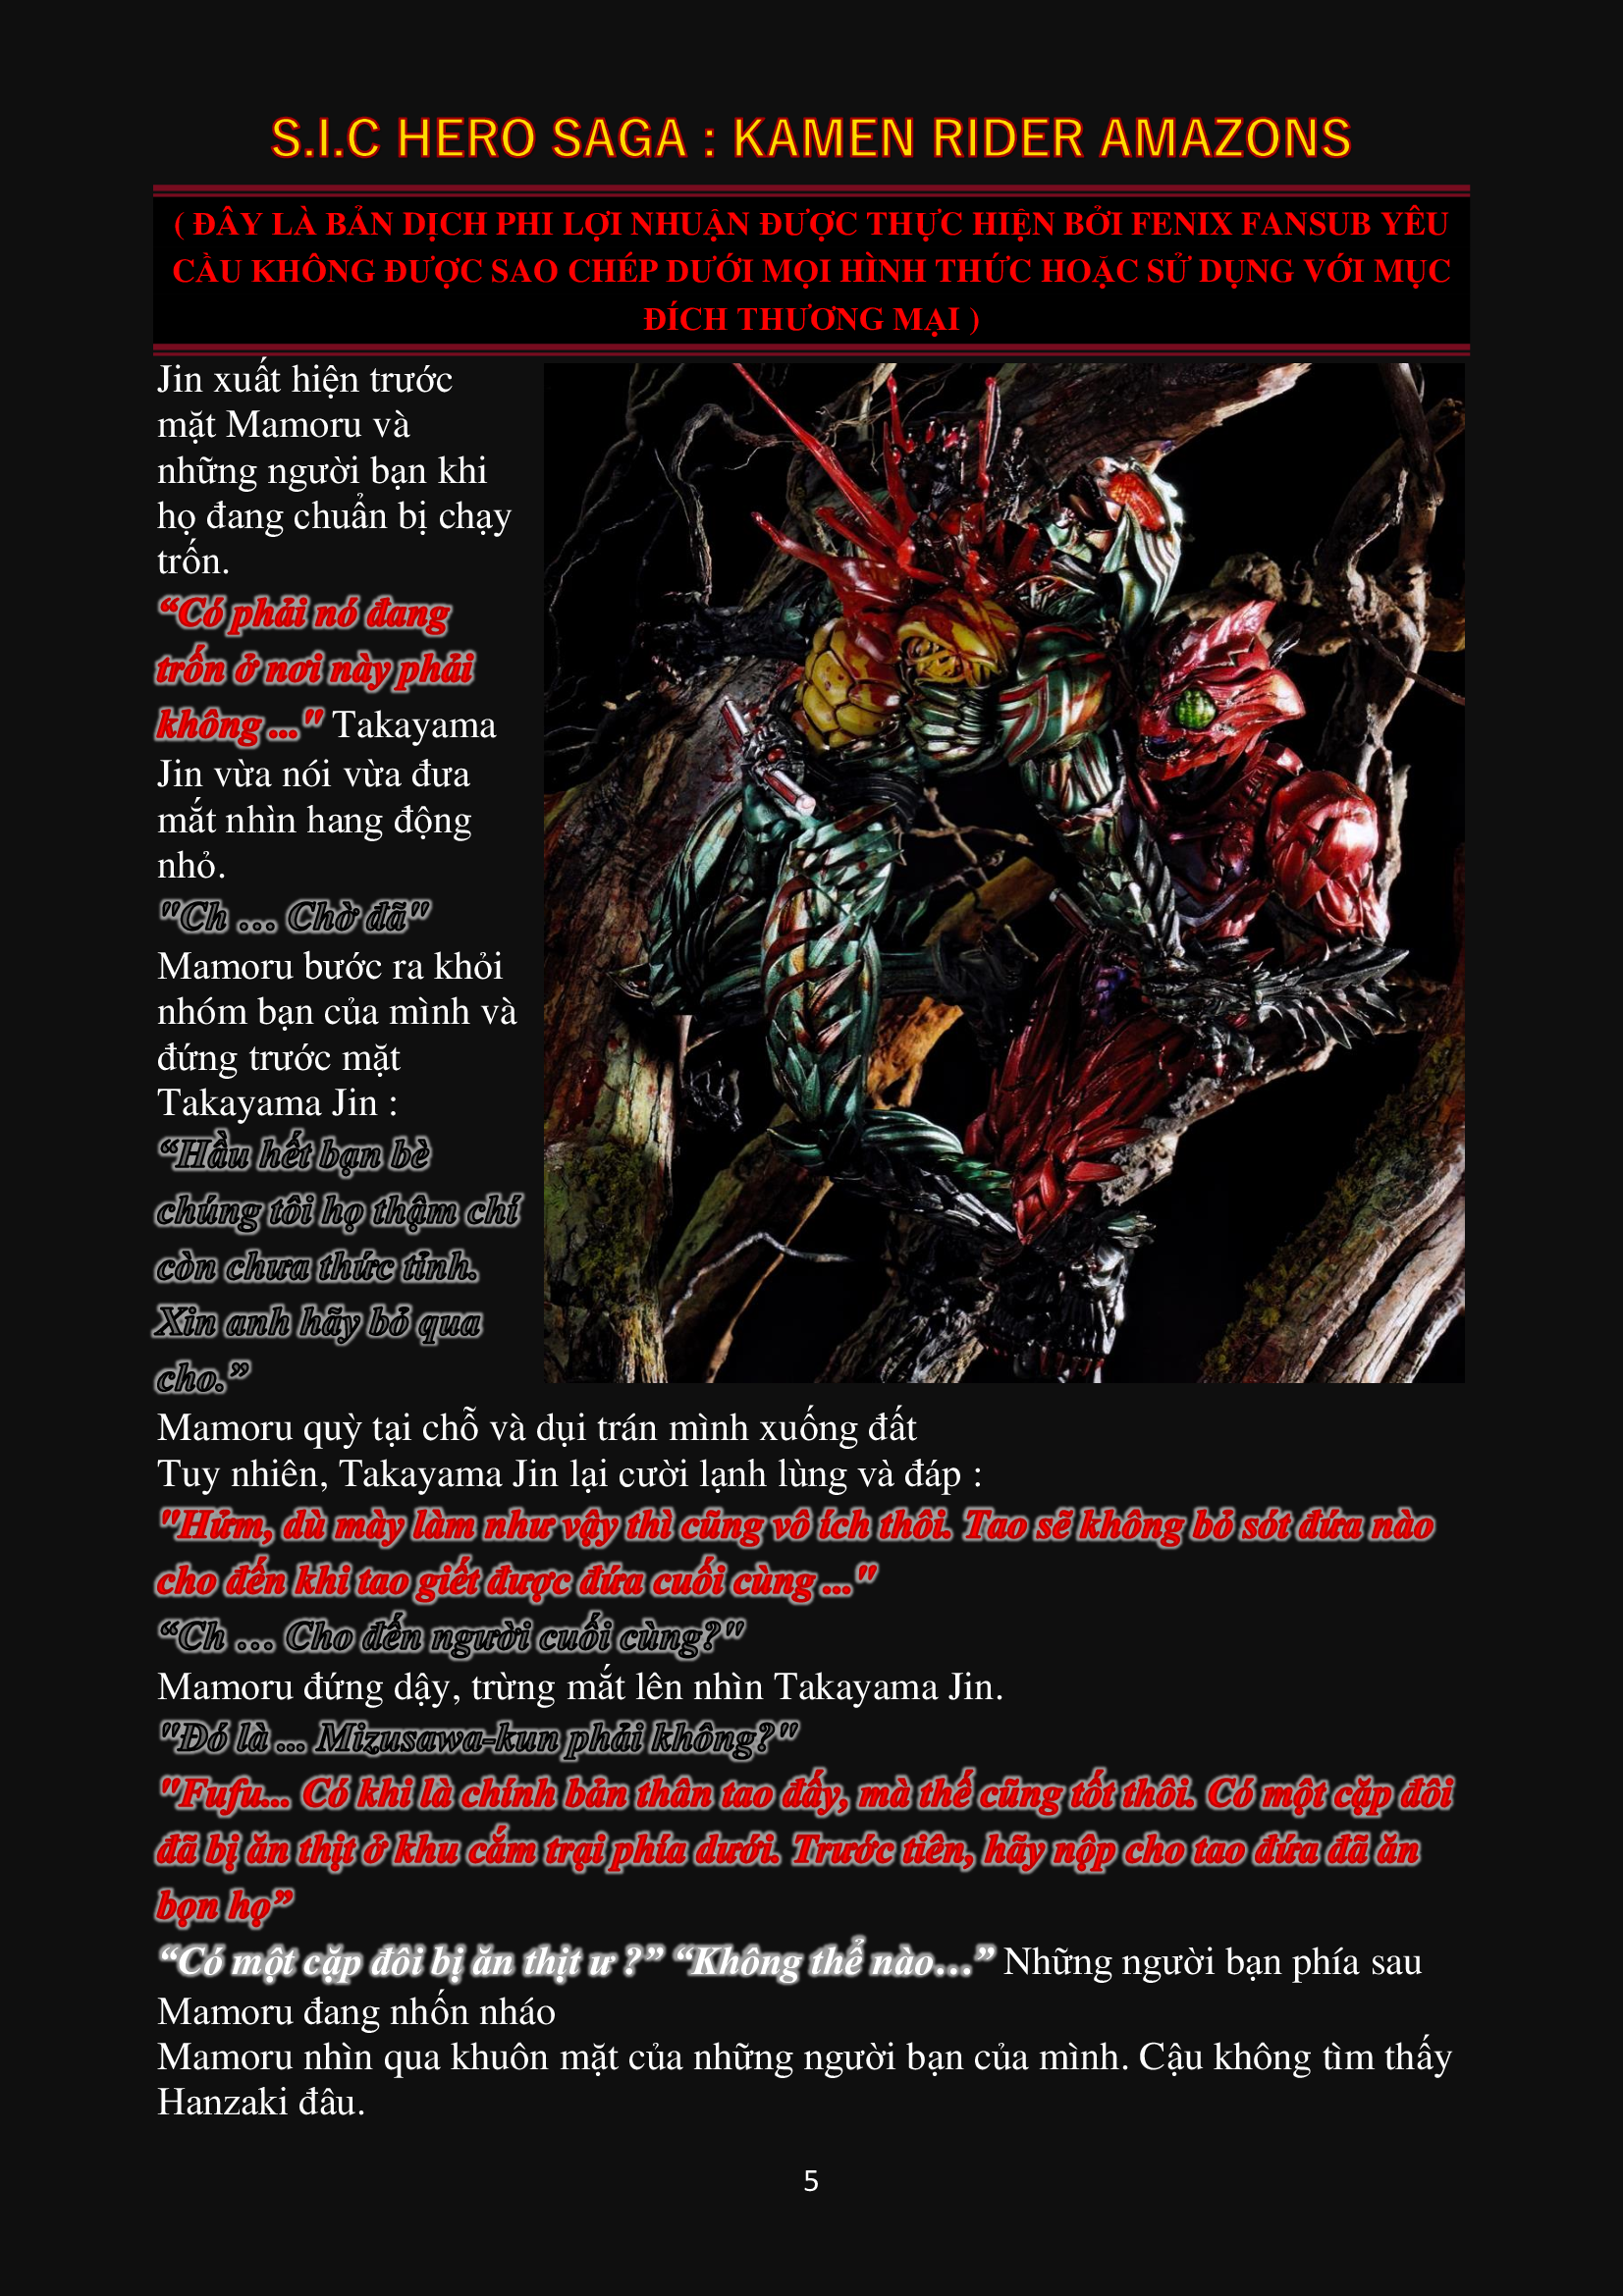 S.I.C HERO SAGA : KAMEN RIDER AMAZONS
( ĐÂY LÀ BẢN DỊCH PHI LỢI NHUẬN ĐƯỢC THỰC HIỆN BỞI FENIX FANSUB YÊU
CẦU KHÔNG ĐƯỢC SAO CHÉP DƯỚI MỌI HÌNH THỨC HOẶC SỬ DỤNG VỚI MỤC
ĐÍCH THƯƠNG MẠI )
Jin xuất hiện trước
mặt Mamoru và
những người bạn khi
họ đang chuẩn bị chạy
trốn.
“Có phải nó đang
trốn ở nơi này phải
không ..." Takayama
Jin vừa nói vừa đưa
mắt nhìn hang động
nhỏ.
"Ch … Chờ đã"
Mamoru bước ra khỏi
nhóm bạn của mình và
đứng trước mặt
Takayama Jin :
“Hầu hết bạn bè
chúng tôi họ thậm chí
còn chưa thức tỉnh.
Xin anh hãy bỏ qua
cho.”
Mamoru quỳ tại chỗ và dụi trán mình xuống đất
Tuy nhiên, Takayama Jin lại cười lạnh lùng và đáp :
"Hửm, dù mày làm như vậy thì cũng vô ích thôi. Tao sẽ không bỏ sót đứa nào
cho đến khi tao giết được đứa cuối cùng ..."
“Ch … Cho đến người cuối cùng?"
Mamoru đứng dậy, trừng mắt lên nhìn Takayama Jin.
"Đó là ... Mizusawa-kun phải không?"
"Fufu... Có khi là chính bản thân tao đấy, mà thế cũng tốt thôi. Có một cặp đôi
đã bị ăn thịt ở khu cắm trại phía dưới. Trước tiên, hãy nộp cho tao đứa đã ăn
bọn họ”
“Có một cặp đôi bị ăn thịt ư ?” “Không thể nào…” Những người bạn phía sau
Mamoru đang nhốn nháo
Mamoru nhìn qua khuôn mặt của những người bạn của mình. Cậu không tìm thấy
Hanzaki đâu.
5